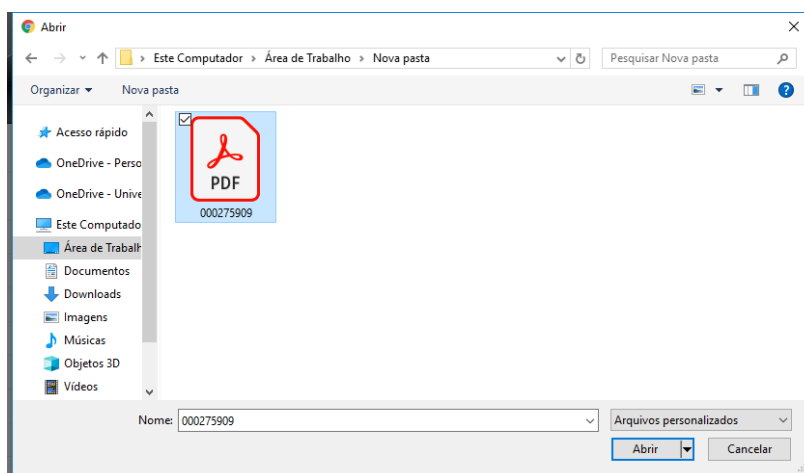 Abrir
Este Computador > Área de Trabalho > Nova pasta
Pesquisar Nova pasta
Organizar
Nova pasta
Acesso rápido
OneDrive - Perso
OneDrive - Unive
Este Computado
Área de Trabalh
Documentos
Downloads
Imagens
Músicas
Objetos 3D
Vídeos
PDF
000275909
Nome: 000275909
Arquivos personalizados
Abrir
Cancelar